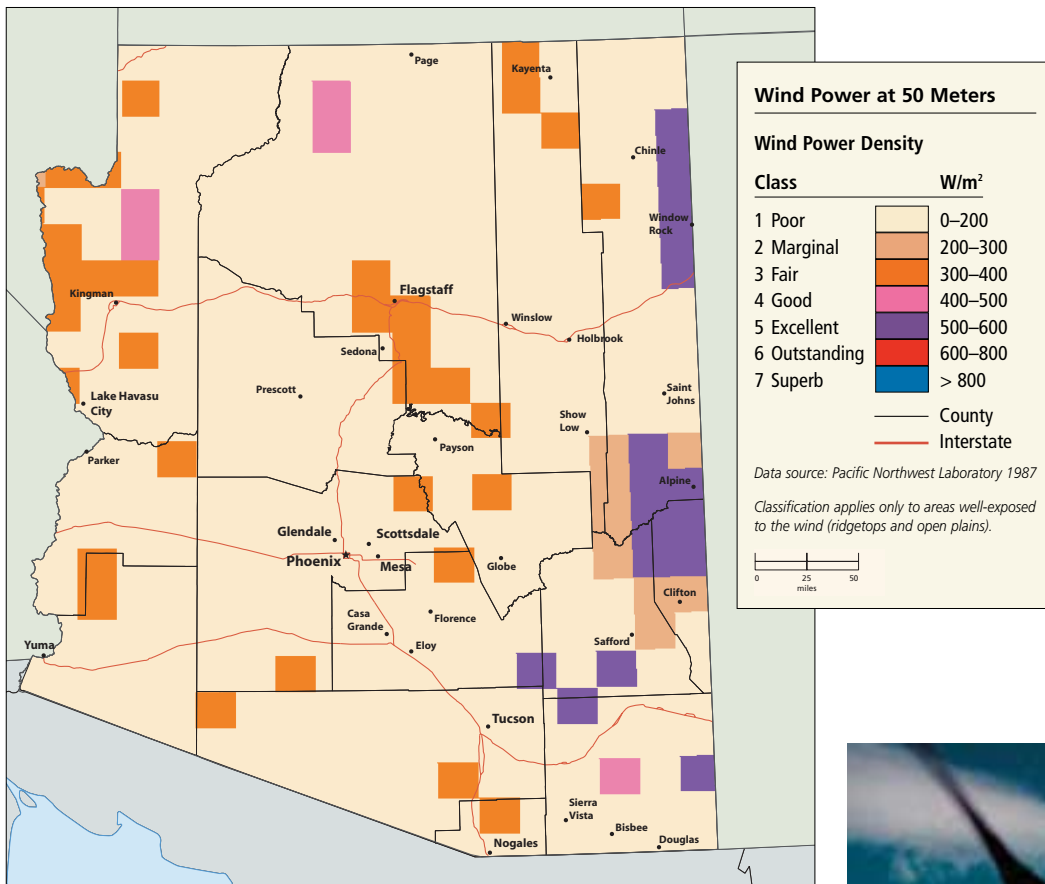 Page
Kayenta
Chinle
Window
Rock
Kingman
Flagstaff
Winslow
Holbrook
Sedona
Prescott
Lake Havasu
City
Saint
Johns
Show
Low
Payson
Parker
Alpine
Glendale
Scottsdale
Phoenix
Mesa
Globe
Clifton
Casa
Grande
Florence
Safford
Eloy
Yuma
Tucson
Sierra
Vista
Bisbee
Nogales
Douglas
Wind Power at 50 Meters
Wind Power Density
Class W/m²
1 Poor 0–200
2 Marginal 200–300
3 Fair 300–400
4 Good 400–500
5 Excellent 500–600
6 Outstanding 600–800
7 Superb > 800
County
Interstate
Data source: Pacific Northwest Laboratory 1987
Classification applies only to areas well-exposed
to the wind (ridgetops and open plains).
0 25 50
miles